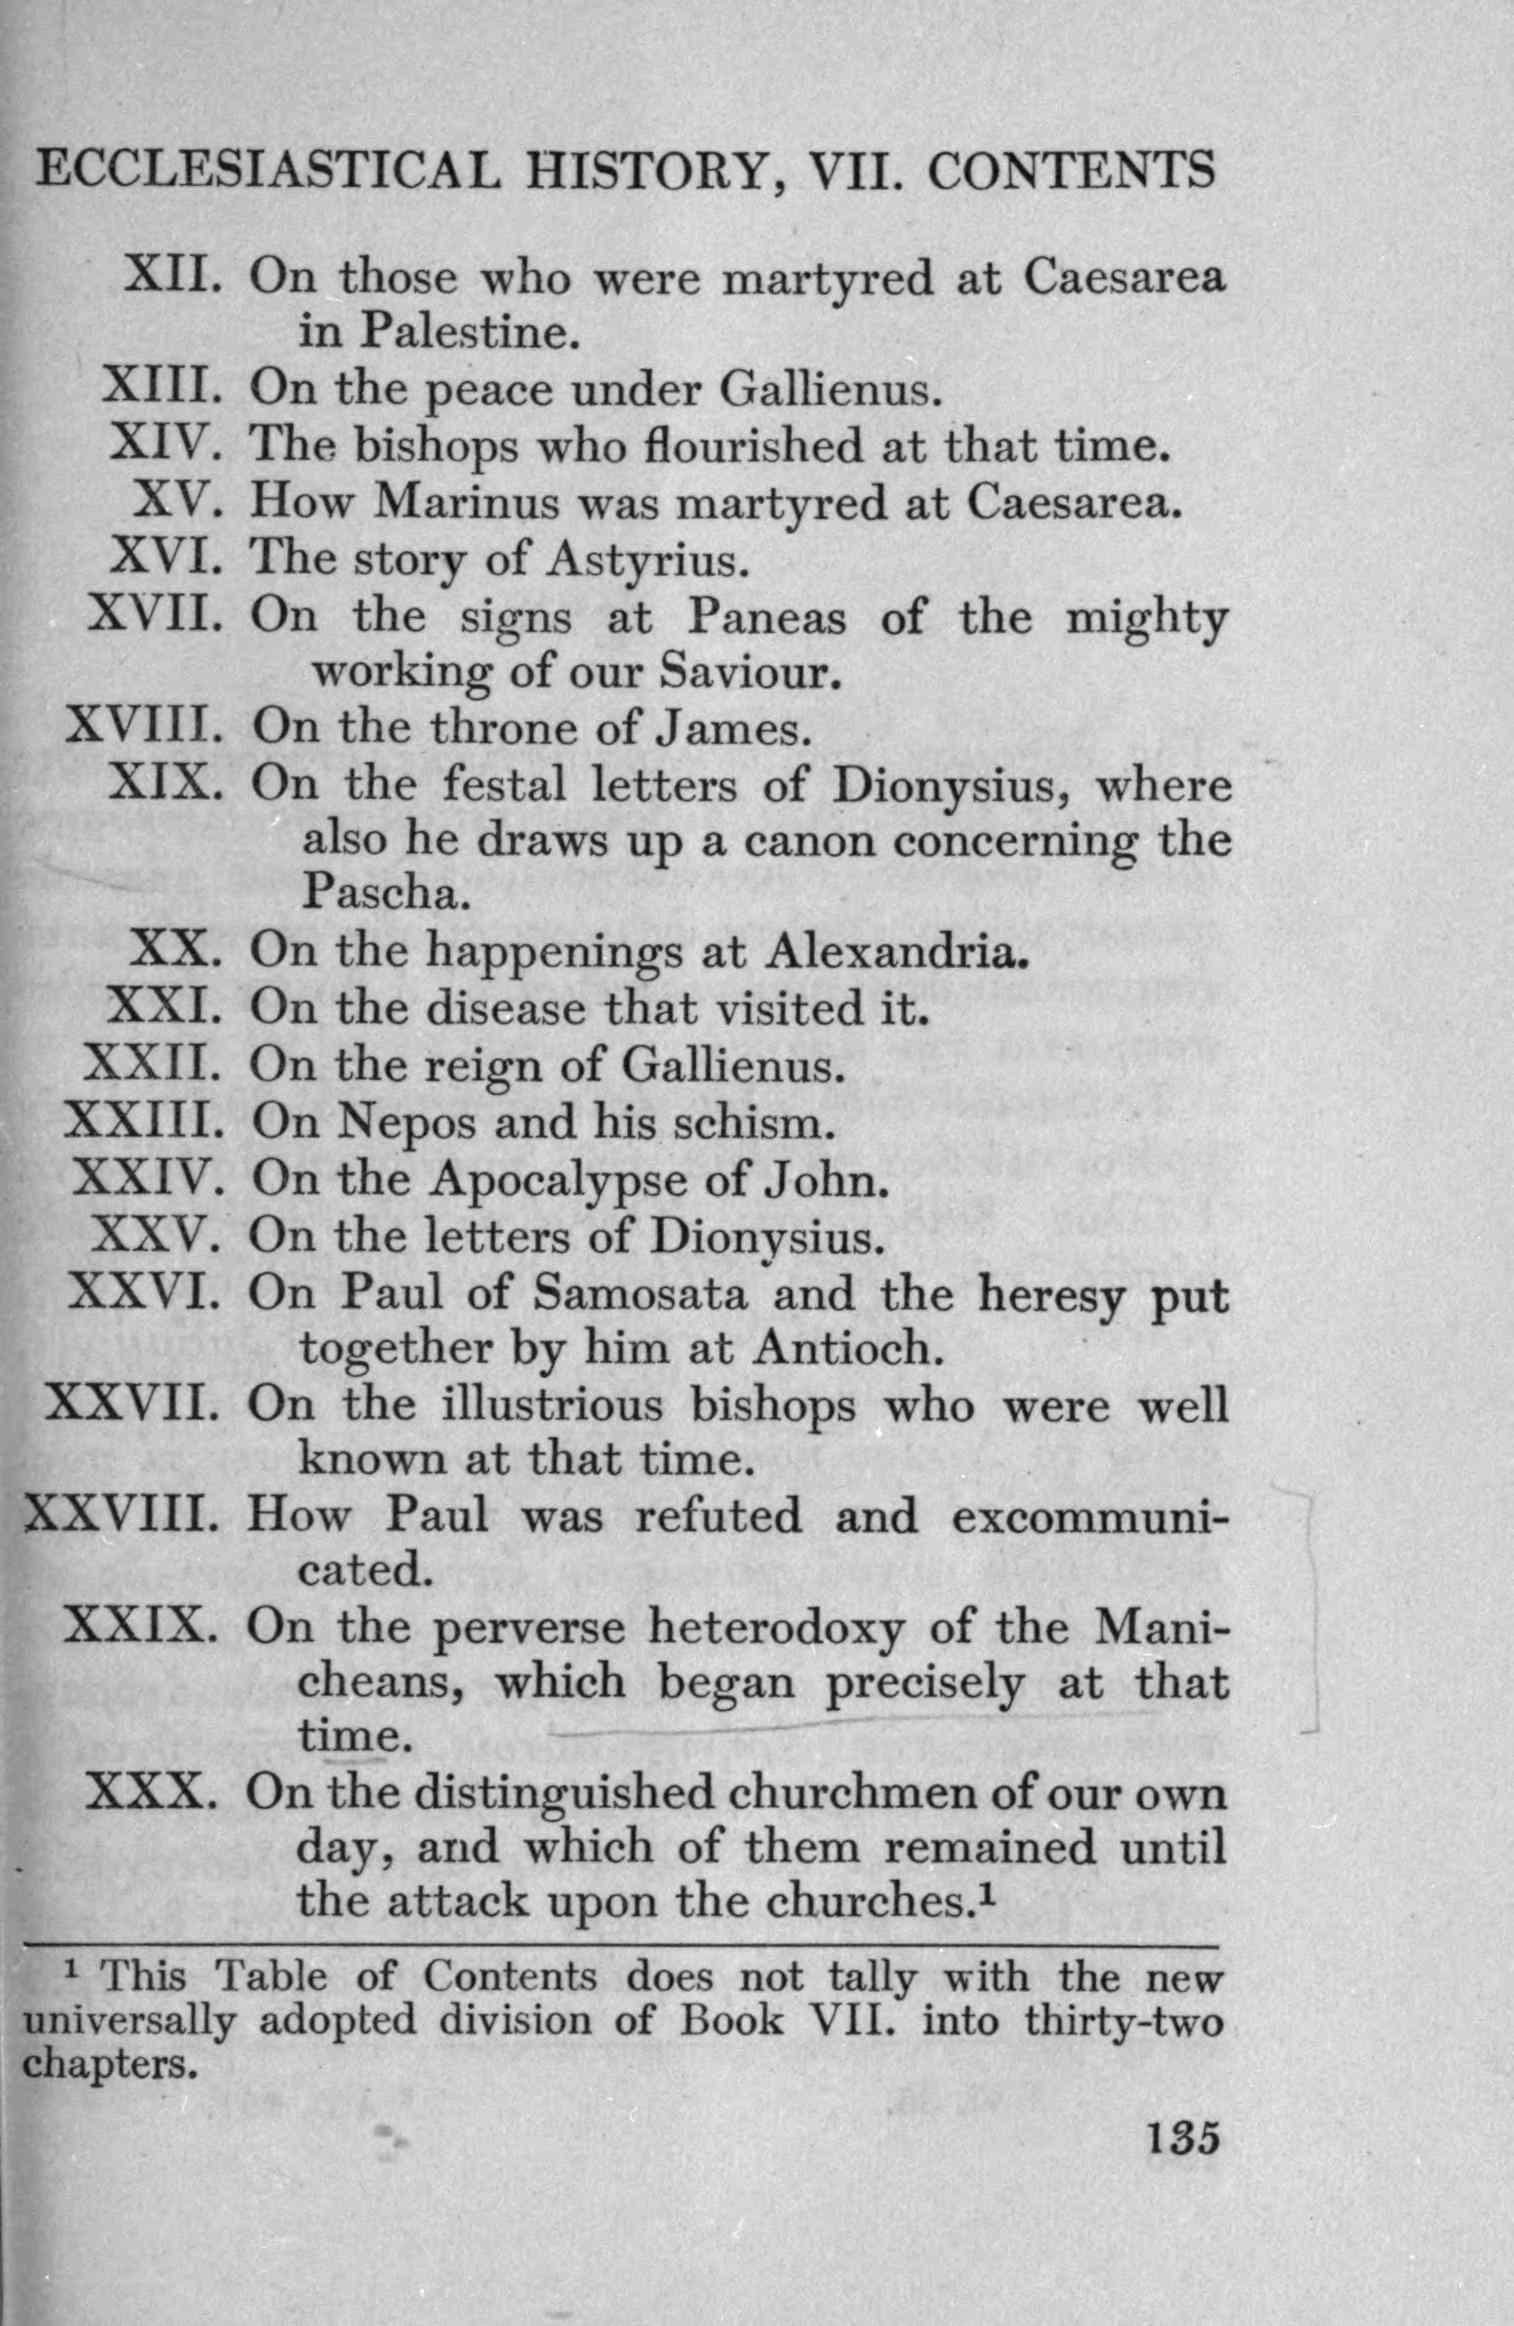 ECCLESIASTICAL HISTORY, VII. CONTENTS
XII. On those who were martyred at Caesarea
in Palestine.
XIII. On the peace under Gallienus.
XIV. The bishops who flourished at that time.
XV. How Marinus was martyred at Caesarea.
XVI. The story of Astyrius.
XVII. On the signs at Paneas of the mighty
working of our Saviour.
XVIII. On the throne of James.
XIX. On the festal letters of Dionysius, where
also he draws up a canon concerning the
Pascha.
XX. On the happenings at Alexandria.
XXI. On the disease that visited it.
XXII. On the reign of Gallienus.
XXIII. On Nepos and his schism.
XXIV. On the Apocalypse of John.
XXV. On the letters of Dionysius.
XXVI. On Paul of Samosata and the heresy put
together by him at Antioch.
XXVII. On the illustrious bishops who were well
known at that time.
XXVIII. How Paul was refuted and excommuni-
cated.
XXIX. On the perverse heterodoxy of the Mani-
cheans, which began precisely at that
time.
XXX. On the distinguished churchmen of our own
day, and which of them remained until
the attack upon the churches.¹
¹ This Table of Contents does not tally with the new
universally adopted division of Book VII. into thirty-two
chapters.
135